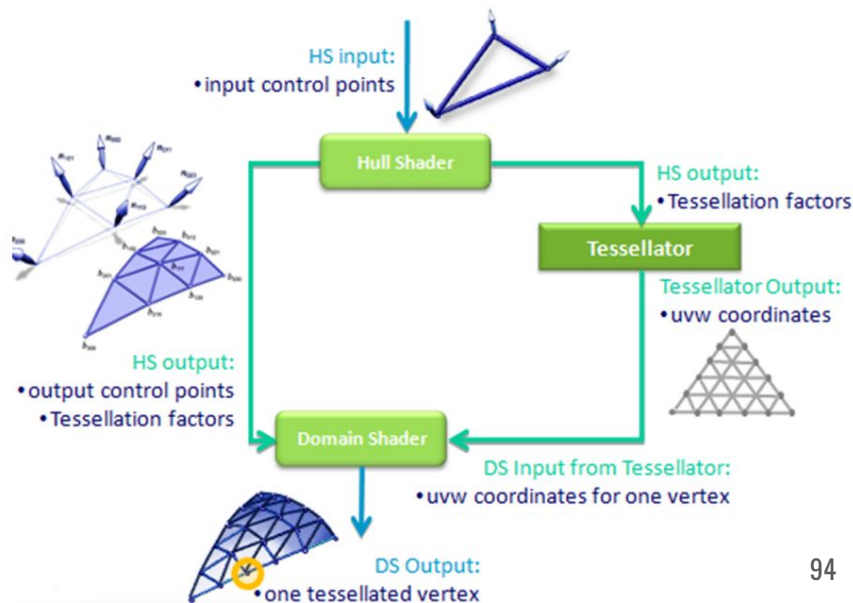 HS input:
•input control points
Hull Shader
HS output:
•Tessellation factors
Tessellator
Tessellator Output:
•uvw coordinates
HS output:
•output control points
•Tessellation factors
Domain Shader
DS Input from Tessellator:
•uvw coordinates for one vertex
DS Output:
•one tessellated vertex
94